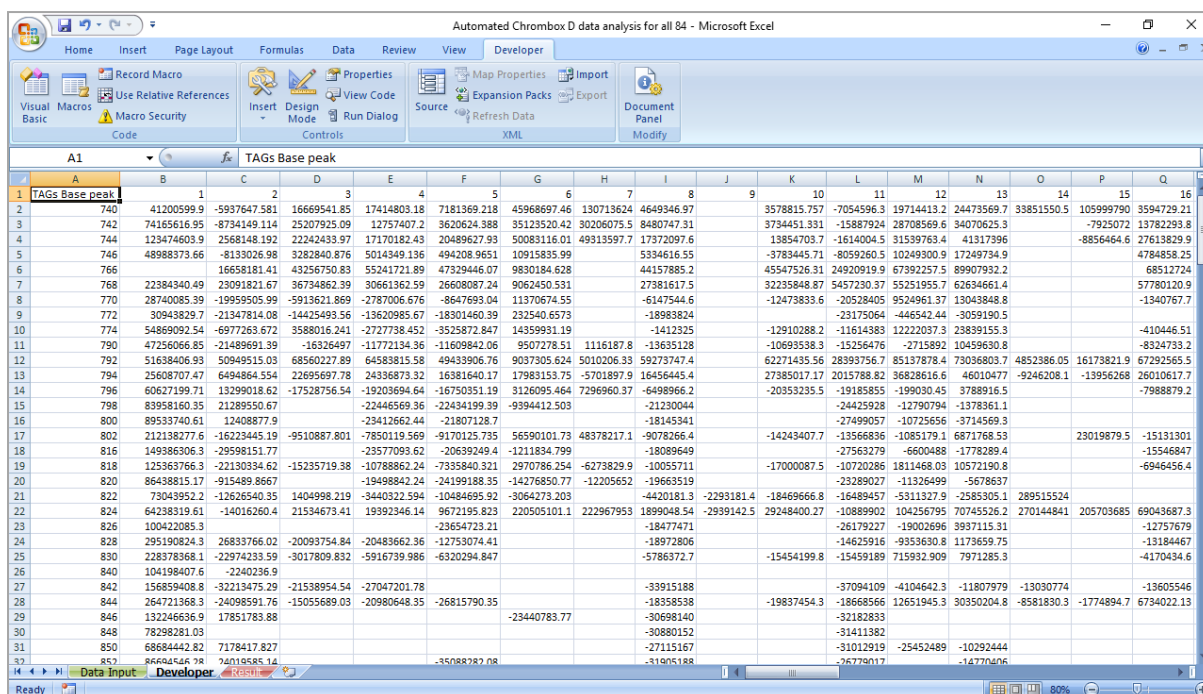 Automated Chrombox D data analysis for all 84 - Microsoft Excel
Home Insert Page Layout Formulas Data Review View Developer
Visual Basic
Macros
Record Macro
Use Relative References
Macro Security
Code
Insert
Design Mode
Properties
View Code
Run Dialog
Controls
Source
Map Properties
Expansion Packs
Refresh Data
Import
Export
XML
Document Panel
Modify
A1 fx TAGs Base peak
A B C D E F G H I J K L M N O P Q
1 TAGs Base peak 1 2 3 4 5 6 7 8 9 10 11 12 13 14 15 16
2 740 41200599.9 -5937647.581 16669541.85 17414803.18 7181369.218 45968697.46 130713624 4649346.97 3578815.757 -7054596.3 19714413.2 24473569.7 33851550.5 105999790 3594729.21
3 742 74165616.95 -8734149.114 25207925.09 12757407.2 3620624.388 35123520.42 30206075.5 8480747.31 3734451.331 -15887924 28708569.6 34070625.3 -7925072 13782293.8
4 744 123474603.9 2568148.192 22242433.97 17170182.43 20489627.93 50083116.01 49313597.7 17372097.6 13854703.7 -1614004.5 31539763.4 41317396 -8856464.6 27613829.9
5 746 48988373.66 -8133026.98 3282840.876 5014349.136 494208.9651 10915835.99 5334616.55 -3783445.71 -8059260.5 10249300.9 17249734.9 4784858.25
6 766 16658181.41 43256750.83 55241721.89 47329446.07 9830184.628 44157885.2 45547526.31 24920919.9 67392257.5 89907932.2 68512724
7 768 22384340.49 23091821.67 36734862.39 30661362.59 26608087.24 9062450.531 27381617.5 32235848.87 5457230.37 55251955.7 62634661.4 57780120.9
8 770 28740085.39 -19959505.99 -5913621.869 -2787006.676 -8647693.04 11370674.55 -6147544.6 -12473833.6 -20528405 9524961.37 13043848.8 -1340767.7
9 772 30943829.7 -21347814.08 -14425493.56 -13620985.67 -18301460.39 232540.6573 -18983824 -23175064 -446542.44 -3059190.5
10 774 54869092.54 -6977263.672 3588016.241 -2727738.452 -3525872.847 14359931.19 -1412325 -12910288.2 -11614383 12222037.3 23839155.3 -410446.51
11 790 47256066.85 -21489691.39 -16326497 -11772134.36 -11609842.06 9507278.51 1116187.8 -13635128 -10693538.3 -15256476 -2715892 10459630.8 -8324733.2
12 792 51638406.93 50949515.03 68560227.89 64583815.58 49433906.76 9037305.624 5010206.33 59273747.4 62271435.56 28393756.7 85137878.4 73036803.7 4852386.05 16173821.9 67292565.5
13 794 25608707.47 6494864.554 22695697.78 24336873.32 16381640.17 17983153.75 -5701897.9 16456445.4 27385017.17 2015788.82 36828616.6 46010477 -9246208.1 -13956268 26010617.7
14 796 60627199.71 13299018.62 -17528756.54 -19203694.64 -16750351.19 3126095.464 7296960.37 -6498966.2 -20353235.5 -19185855 -199030.45 3788916.5 -7988879.2
15 798 83958160.35 21289550.67 -22446569.36 -22434199.39 -9394412.503 -21230044 -24425928 -12790794 -1378361.1
16 800 89533740.61 12408877.9 -23412662.44 -21807128.7 -18145341 -27499057 -10725656 -3714569.3
17 802 212138277.6 -16223445.19 -9510887.801 -7850119.569 -9170125.735 56590101.73 48378217.1 -9078266.4 -14243407.7 -13566836 -1085179.1 6871768.53 23019879.5 -15131301
18 816 149386306.3 -29598151.77 -23577093.62 -20639249.4 -1211834.799 -18089649 -27563279 -6600488 -1778289.4 -15546847
19 818 125363766.3 -22130334.62 -15235719.38 -10788862.24 -7335840.321 2970786.254 -6273829.9 -10055711 -17000087.5 -10720286 1811468.03 10572190.8 -6946456.4
20 820 86438815.17 -915489.8667 -19498842.24 -24199388.35 -14276850.77 -12205652 -19663519 -23289027 -11326499 -5678637
21 822 73043952.2 -12626540.35 1404998.219 -3440322.594 -10484695.92 -3064273.203 -4420181.3 -2293181.4 -18469666.8 -16489457 -5311327.9 -2585305.1 289515524
22 824 64238319.61 -14016260.4 21534673.41 19392346.14 9672195.823 220505101.1 222967953 1899048.54 -2939142.5 29248400.27 -10889902 104256795 70745526.2 270144841 205703685 69043687.3
23 826 100422085.3 -23654723.21 -18477471 -26179227 -19002696 3937115.31 -12757679
24 828 295190824.3 26833766.02 -20093754.84 -20483662.36 -12753407.41 -18972806 -14625916 -9353630.8 1173659.75 -13184467
25 830 228378368.1 -22974233.59 -3017809.832 -5916739.986 -6320294.847 -5786372.7 -15454199.8 -15459189 715932.909 7971285.3 -4170434.6
26 840 104198407.6 -2240236.9
27 842 156859408.8 -32213475.29 -21538954.54 -27047201.78 -33915188 -37094109 -4104642.3 -11807979 -13030774 -13605546
28 844 264721368.3 -24098591.76 -15055689.03 -20980648.35 -26815790.35 -18358538 -19837454.3 -18668566 12651945.3 30350204.8 -8581830.3 -1774894.7 6734022.13
29 846 132246636.9 17851783.88 -23440783.77 -30698140 -32182833
30 848 78298281.03 -30880152 -31411382
31 850 68684442.82 7178417.827 -27115167 -31012919 -25452489 -10292444
32 852 86694546.28 24019585.14 -35088282.08 -31905188 -26779017 -14770406
Data Input Developer Result
Ready 80%